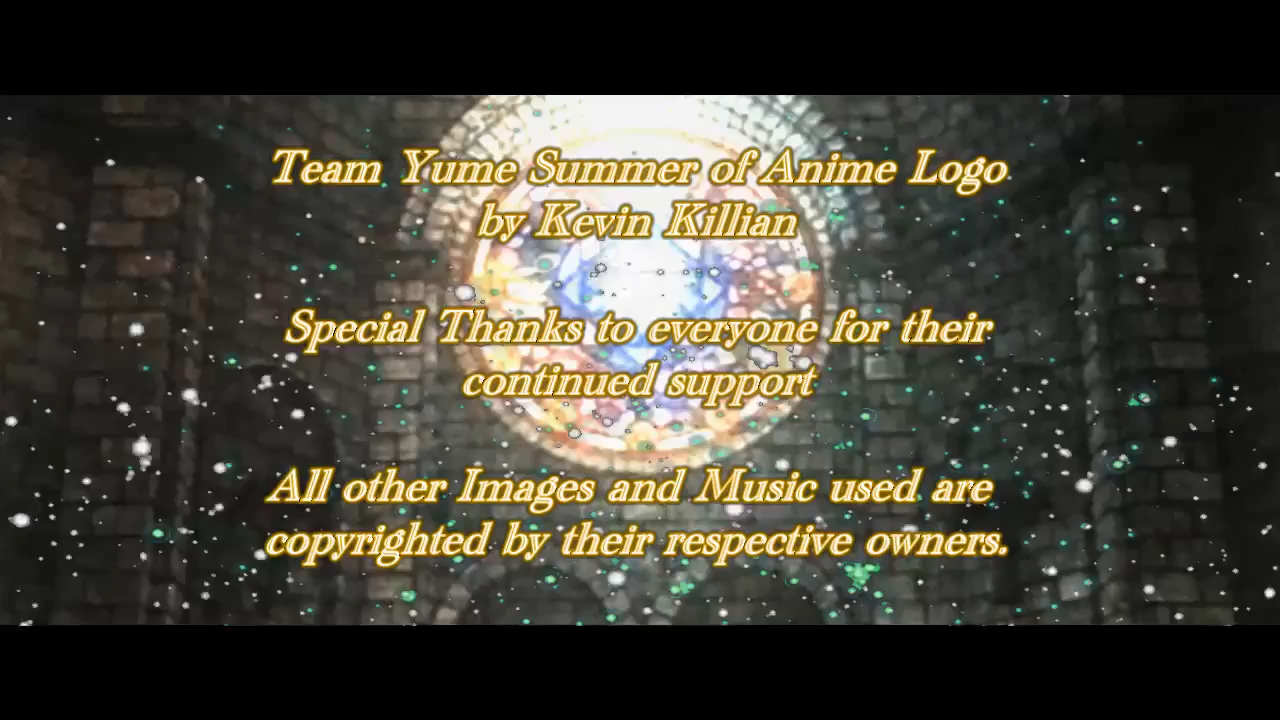 Team Yume Summer of Anime Logo
by Kevin Killian
Special Thanks to everyone for their
continued support
All other Images and Music used are
copyrighted by their respective owners.